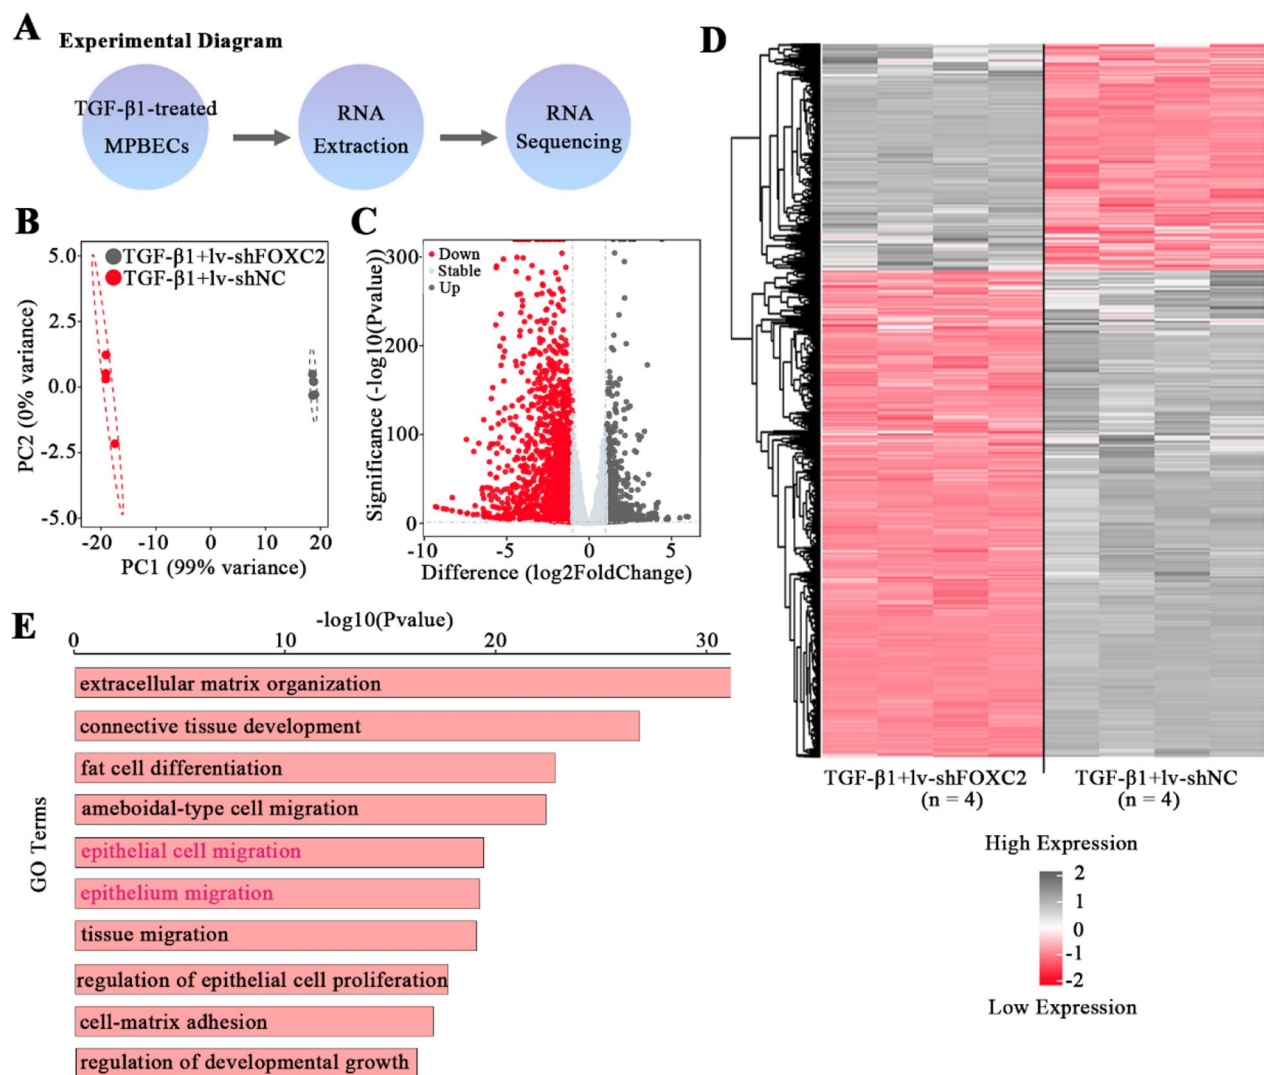 A
Experimental Diagram
TGF-β1-treated
MPBECs
RNA
Extraction
RNA
Sequencing
B
5.0
2.5
0.0
-2.5
-5.0
PC2 (0% variance)
TGF-β1+lv-shFOXC2
TGF-β1+lv-shNC
-20
-10
0
10
20
PC1 (99% variance)
C
300
200
100
0
Significance (-log10(Pvalue))
Down
Stable
Up
-10
-5
0
5
Difference (log2FoldChange)
D
TGF-β1+lv-shFOXC2
(n = 4)
TGF-β1+lv-shNC
(n = 4)
High Expression
2
1
0
-1
-2
Low Expression
E
-log10(Pvalue)
0
10
20
30
GO Terms
extracellular matrix organization
connective tissue development
fat cell differentiation
ameboidal-type cell migration
epithelial cell migration
epithelium migration
tissue migration
regulation of epithelial cell proliferation
cell-matrix adhesion
regulation of developmental growth